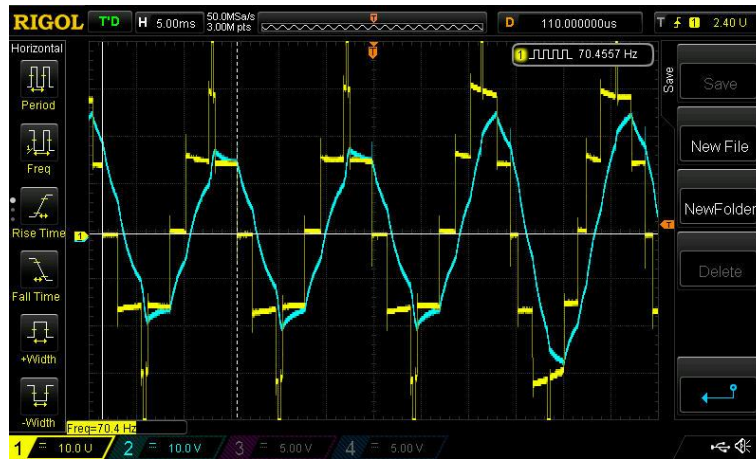 RIGOL T'D H 5.00ms 50.0MSa/s 3.00M pts D 110.000000us T 1 2.40 U
Horizontal
Period
Freq
Rise Time
Fall Time
+Width
-Width
T
1 70.4557 Hz
1
T
Save
Save
New File
NewFolder
Delete
Freq=70.4 Hz
1 = 10.0 U 2 = 10.0 V 3 = 5.00 V 4 = 5.00 V